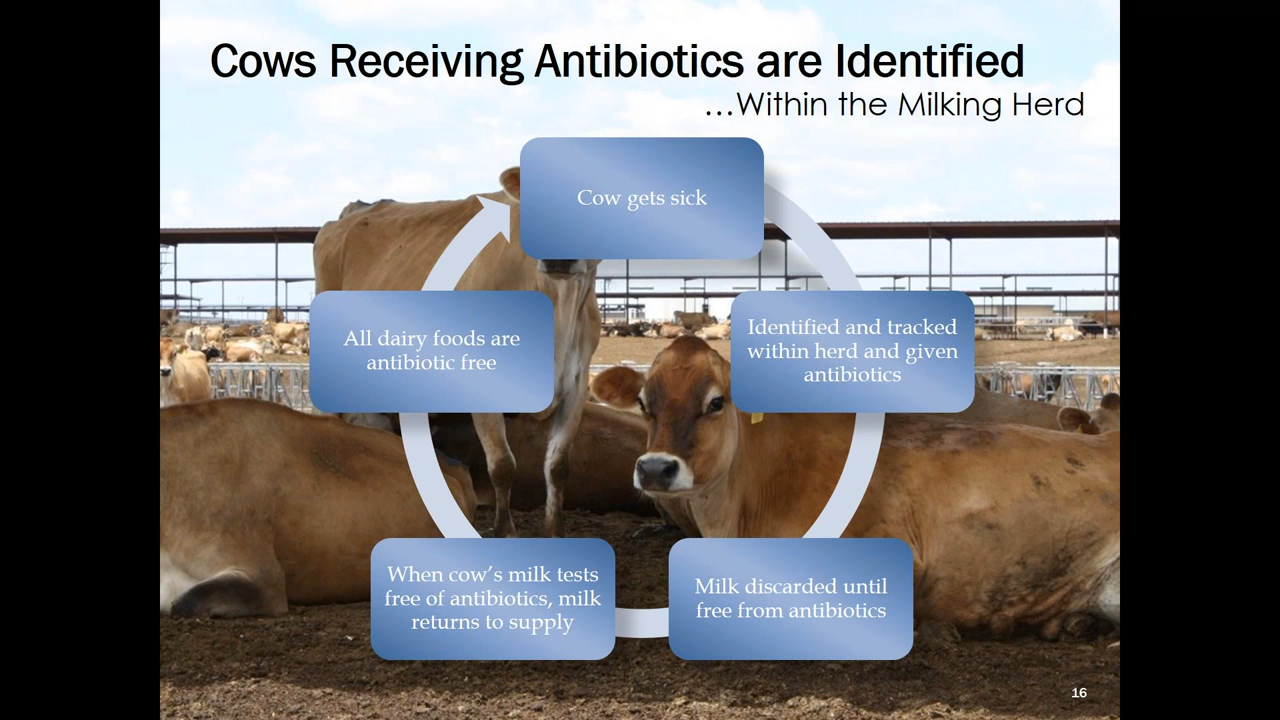 Cows Receiving Antibiotics are Identified
…Within the Milking Herd
Cow gets sick
Identified and tracked
within herd and given
antibiotics
Milk discarded until
free from antibiotics
When cow’s milk tests
free of antibiotics, milk
returns to supply
All dairy foods are
antibiotic free
16